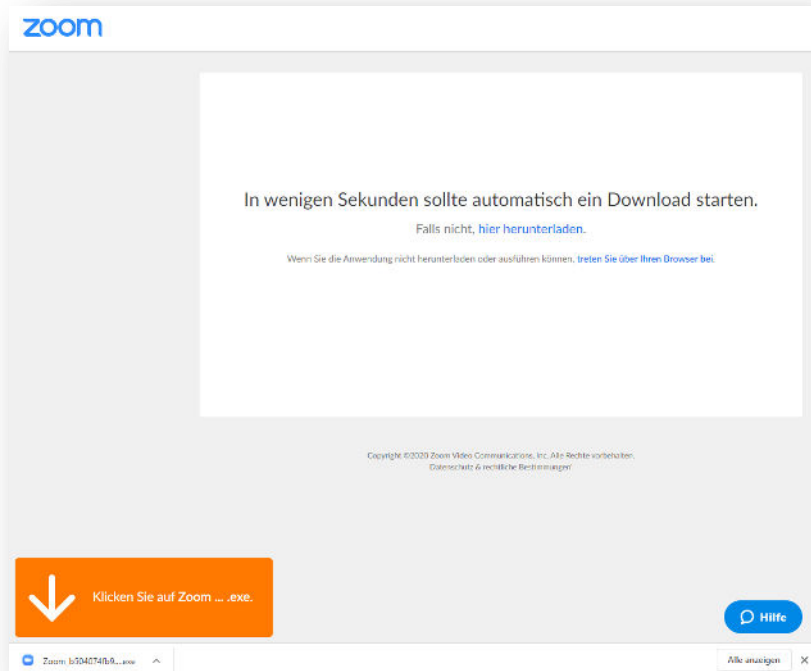 zoom
In wenigen Sekunden sollte automatisch ein Download starten.
Falls nicht, hier herunterladen.
Wenn Sie die Anwendung nicht herunterladen oder ausführen können, treten Sie über Ihren Browser bei.
Copyright ©2020 Zoom Video Communications, Inc. Alle Rechte vorbehalten.
Datenschutz & rechtliche Bestimmungen
Klicken Sie auf Zoom ... .exe.
Hilfe
Zoom_b504074fb9....exe
Alle anzeigen